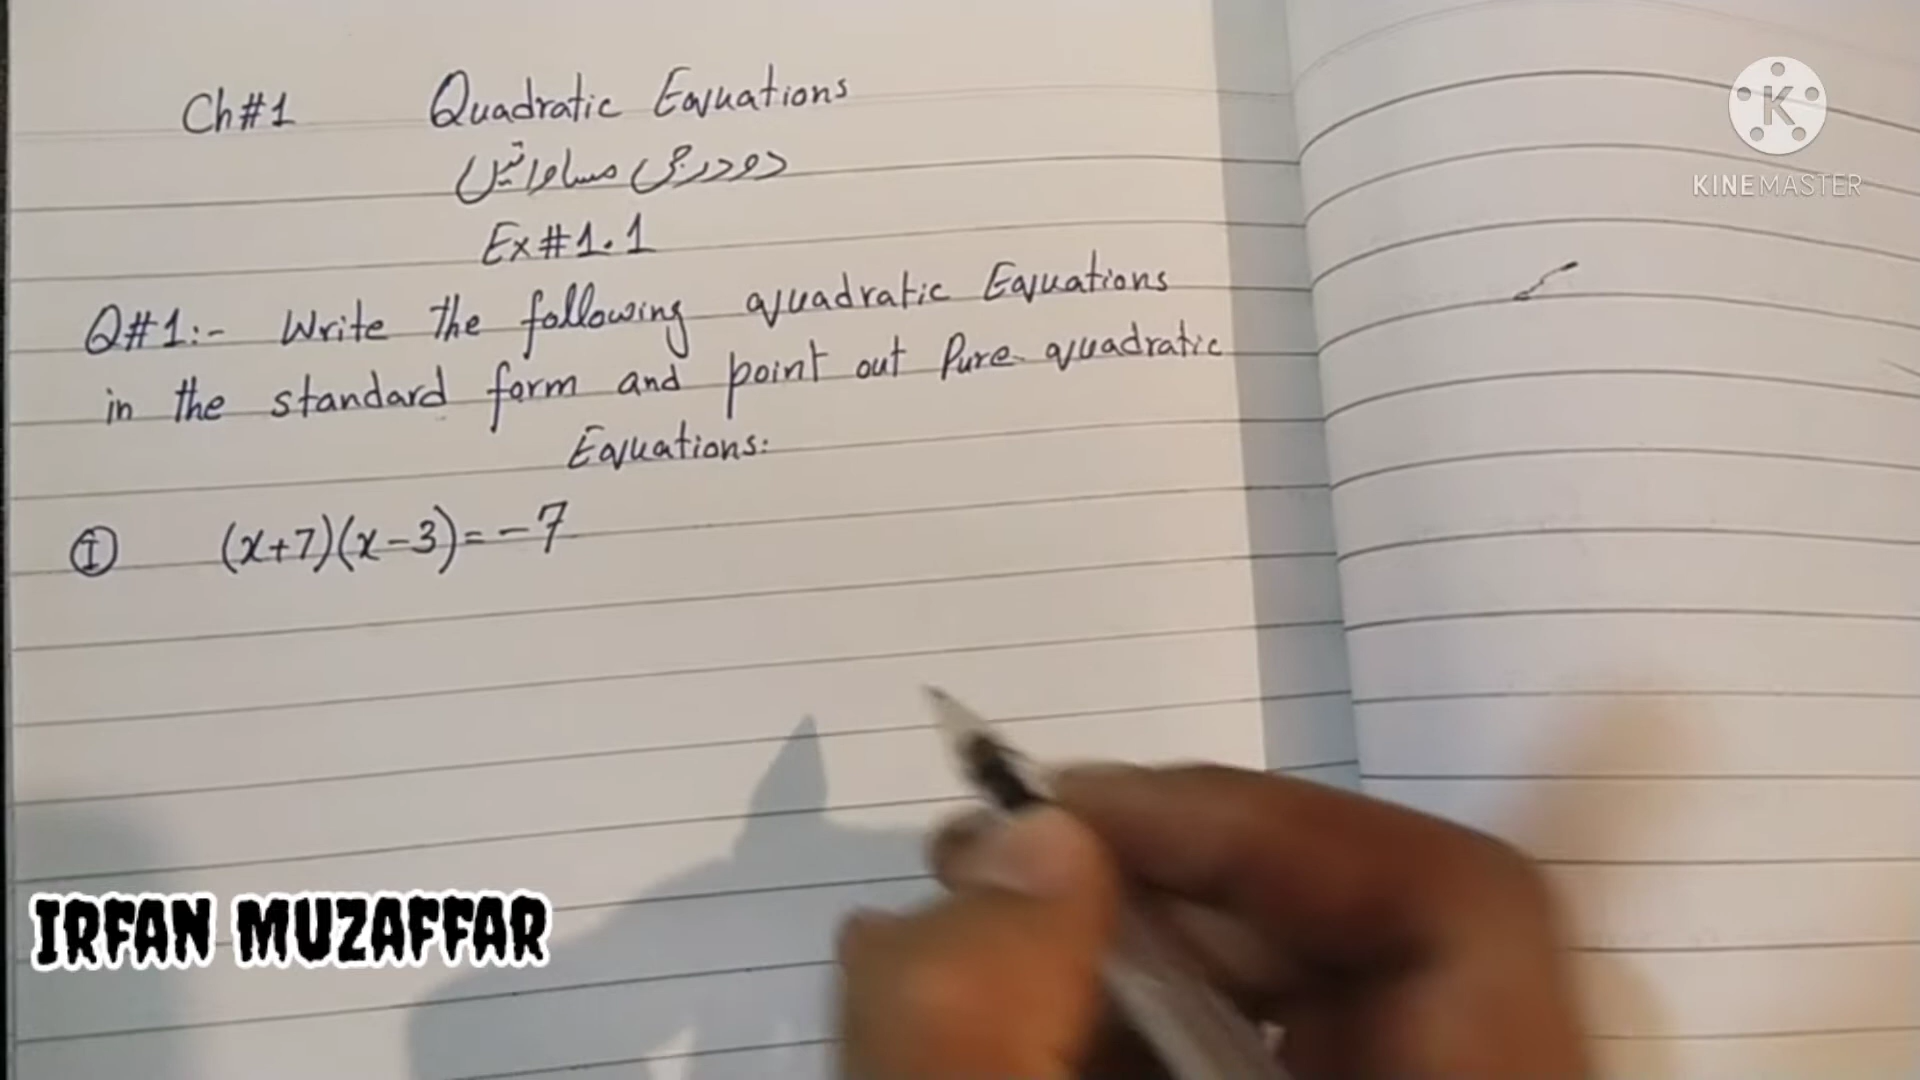 Ch#1 Quadratic Equations
دو درجی مساواتیں
Ex#1.1
Q#1:- Write the following quadratic Equations
in the standard form and point out Pure quadratic
Equations:
I (x+7)(x-3)=-7
KINEMASTER
IRFAN MUZAFFAR